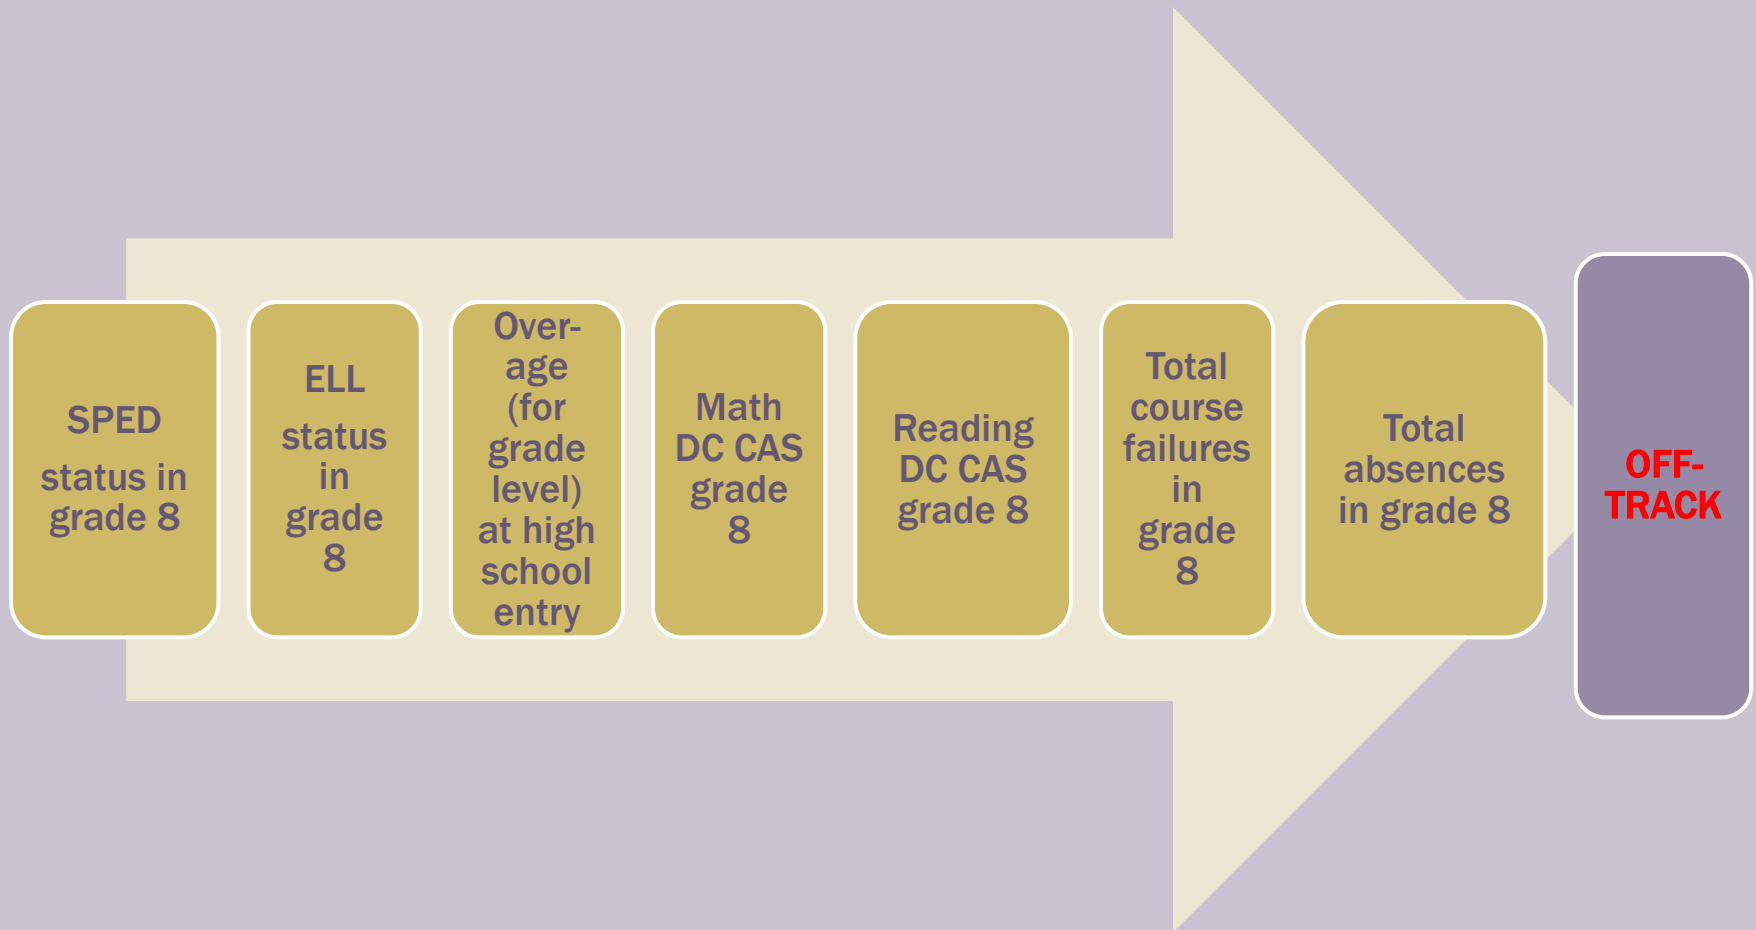 SPED
status in
grade 8
ELL
status
in
grade
8
Over-
age
(for
grade
level)
at high
school
entry
Math
DC CAS
grade
8
Reading
DC CAS
grade 8
Total
course
failures
in
grade
8
Total
absences
in grade 8
OFF-
TRACK